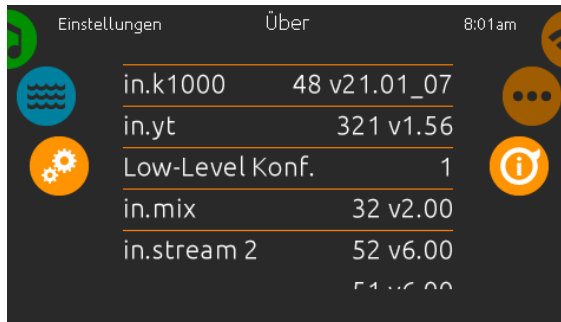 Einstellungen Über 8:01am
in.k1000 48 v21.01_07
in.yt 321 v1.56
Low-Level Konf. 1
in.mix 32 v2.00
in.stream 2 52 v6.00